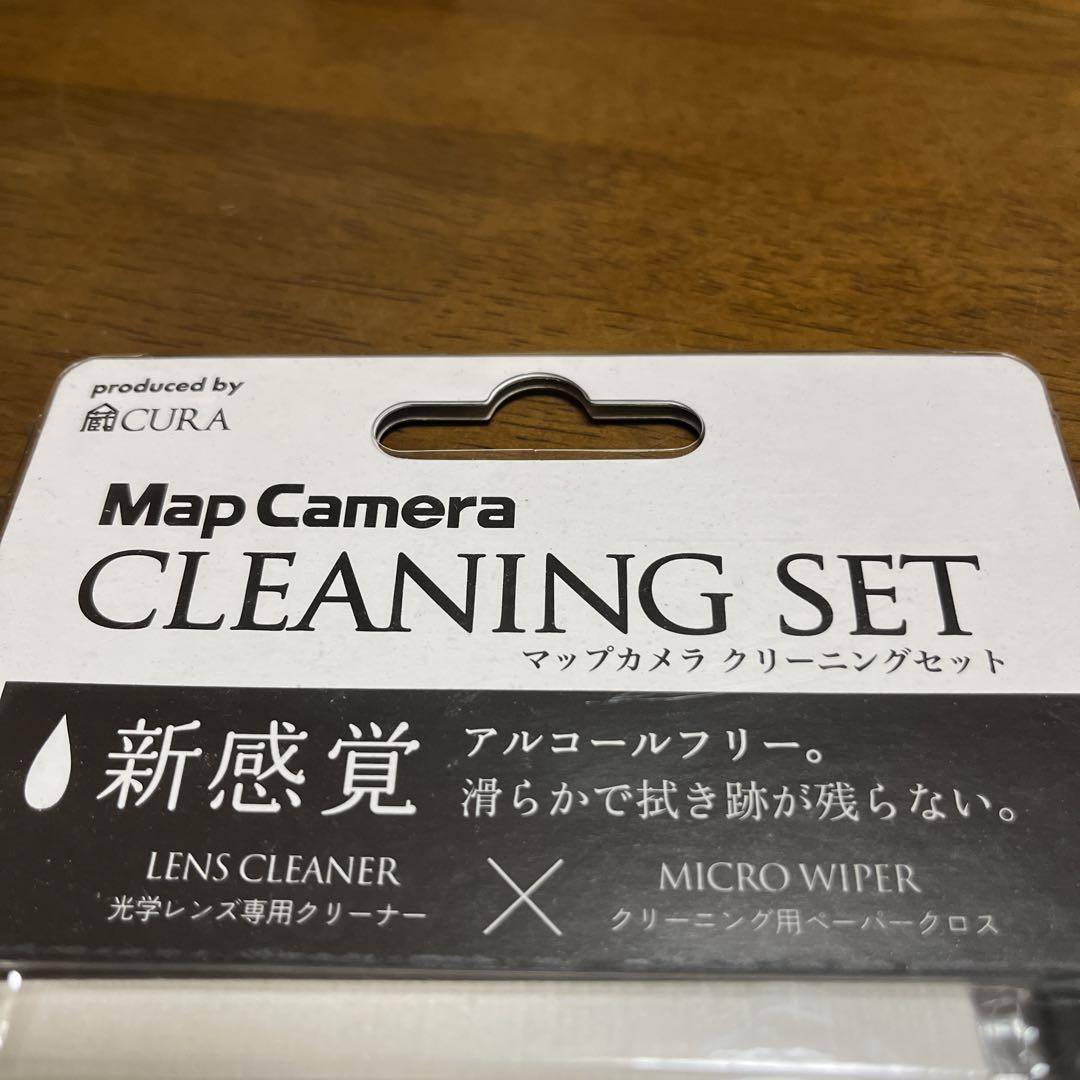 produced by
蔵CURA
Map Camera
CLEANING SET
マップカメラ クリーニングセット
新感覚
アルコールフリー。
滑らかで拭き跡が残らない。
LENS CLEANER
光学レンズ専用クリーナー
×
MICRO WIPER
クリーニング用ペーパークロス